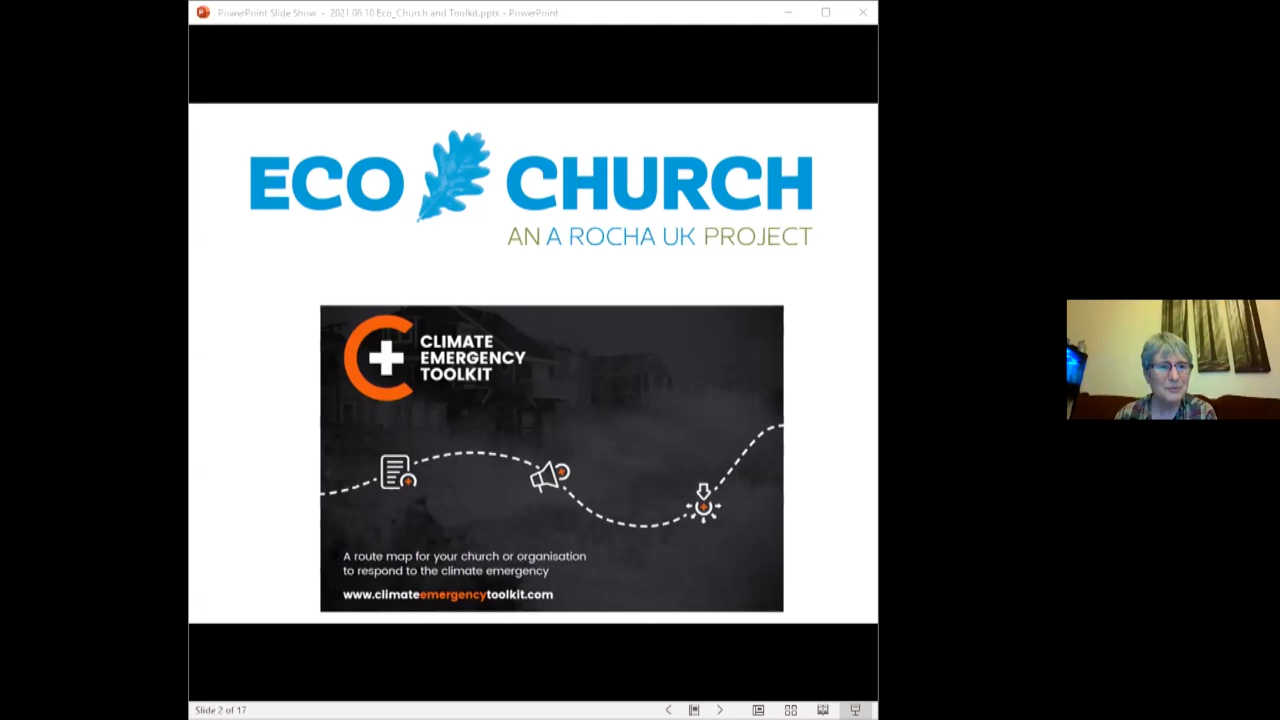 PowerPoint Slide Show - 2021 06 10 Eco_Church and Toolkit.pptx - PowerPoint
ECO CHURCH
AN A ROCHA UK PROJECT
CLIMATE
EMERGENCY
TOOLKIT
A route map for your church or organisation
to respond to the climate emergency
www.climateemergencytoolkit.com
Slide 2 of 17